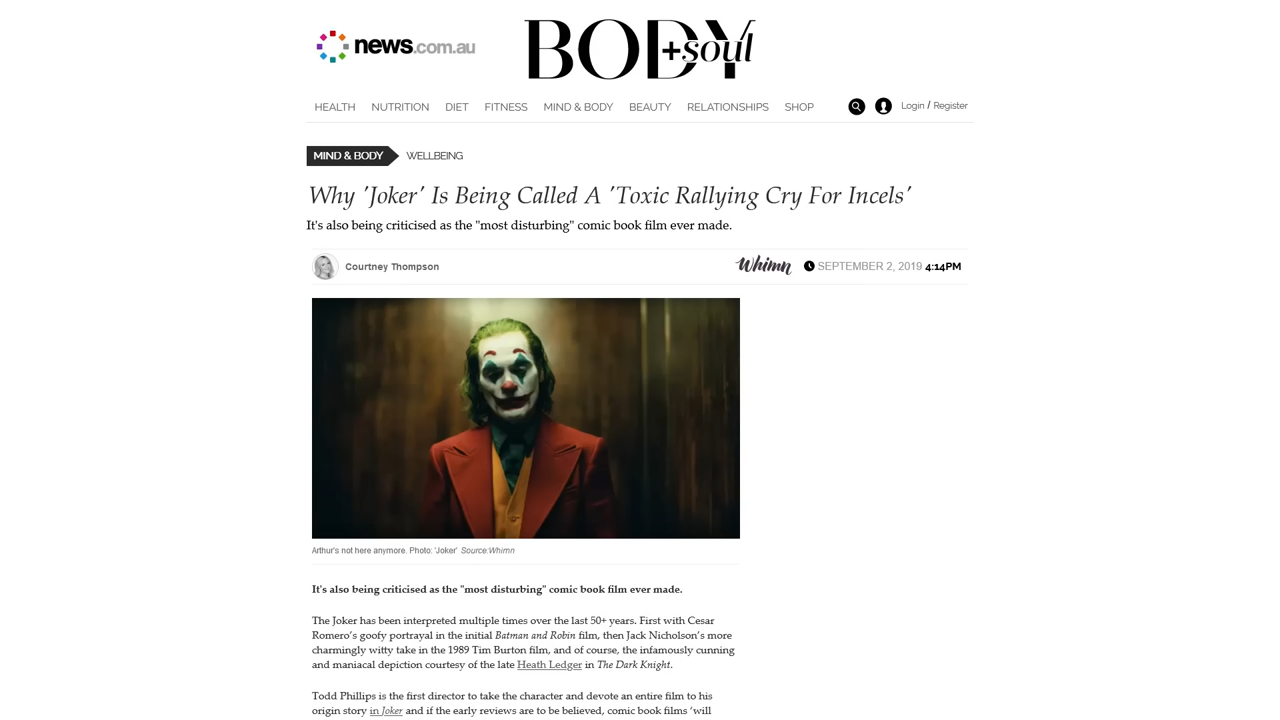 news.com.au
BODY
+soul
HEALTH NUTRITION DIET FITNESS MIND & BODY BEAUTY RELATIONSHIPS SHOP Login / Register
MIND & BODY WELLBEING
Why 'Joker' Is Being Called A 'Toxic Rallying Cry For Incels'
It's also being criticised as the "most disturbing" comic book film ever made.
Courtney Thompson Whimn SEPTEMBER 2, 2019 4:14PM
Arthur's not here anymore. Photo: 'Joker' Source:Whimn
It's also being criticised as the "most disturbing" comic book film ever made.
The Joker has been interpreted multiple times over the last 50+ years. First with Cesar
Romero's goofy portrayal in the initial Batman and Robin film, then Jack Nicholson's more
charmingly witty take in the 1989 Tim Burton film, and of course, the infamously cunning
and maniacal depiction courtesy of the late Heath Ledger in The Dark Knight.
Todd Phillips is the first director to take the character and devote an entire film to his
origin story in Joker and if the early reviews are to be believed, comic book films 'will